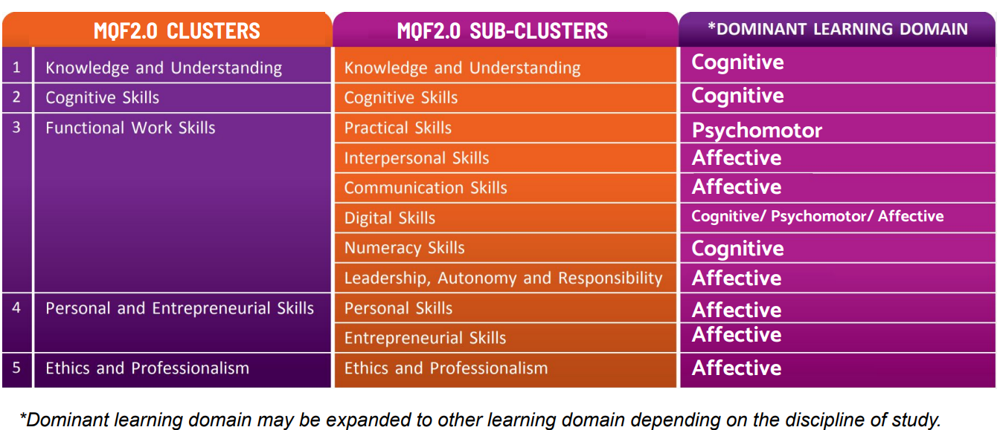 MQF2.0 CLUSTERS MQF2.0 SUB-CLUSTERS *DOMINANT LEARNING DOMAIN
1 Knowledge and Understanding Knowledge and Understanding Cognitive
2 Cognitive Skills Cognitive Skills Cognitive
3 Functional Work Skills Practical Skills Psychomotor
Interpersonal Skills Affective
Communication Skills Affective
Digital Skills Cognitive/ Psychomotor/ Affective
Numeracy Skills Cognitive
Leadership, Autonomy and Responsibility Affective
4 Personal and Entrepreneurial Skills Personal Skills Affective
Entrepreneurial Skills Affective
5 Ethics and Professionalism Ethics and Professionalism Affective
*Dominant learning domain may be expanded to other learning domain depending on the discipline of study.